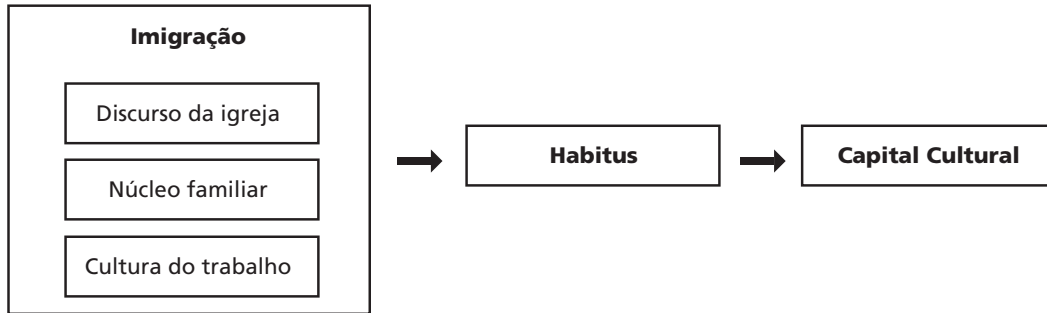 Imigração
Discurso da igreja
Núcleo familiar
Cultura do trabalho
Habitus
Capital Cultural